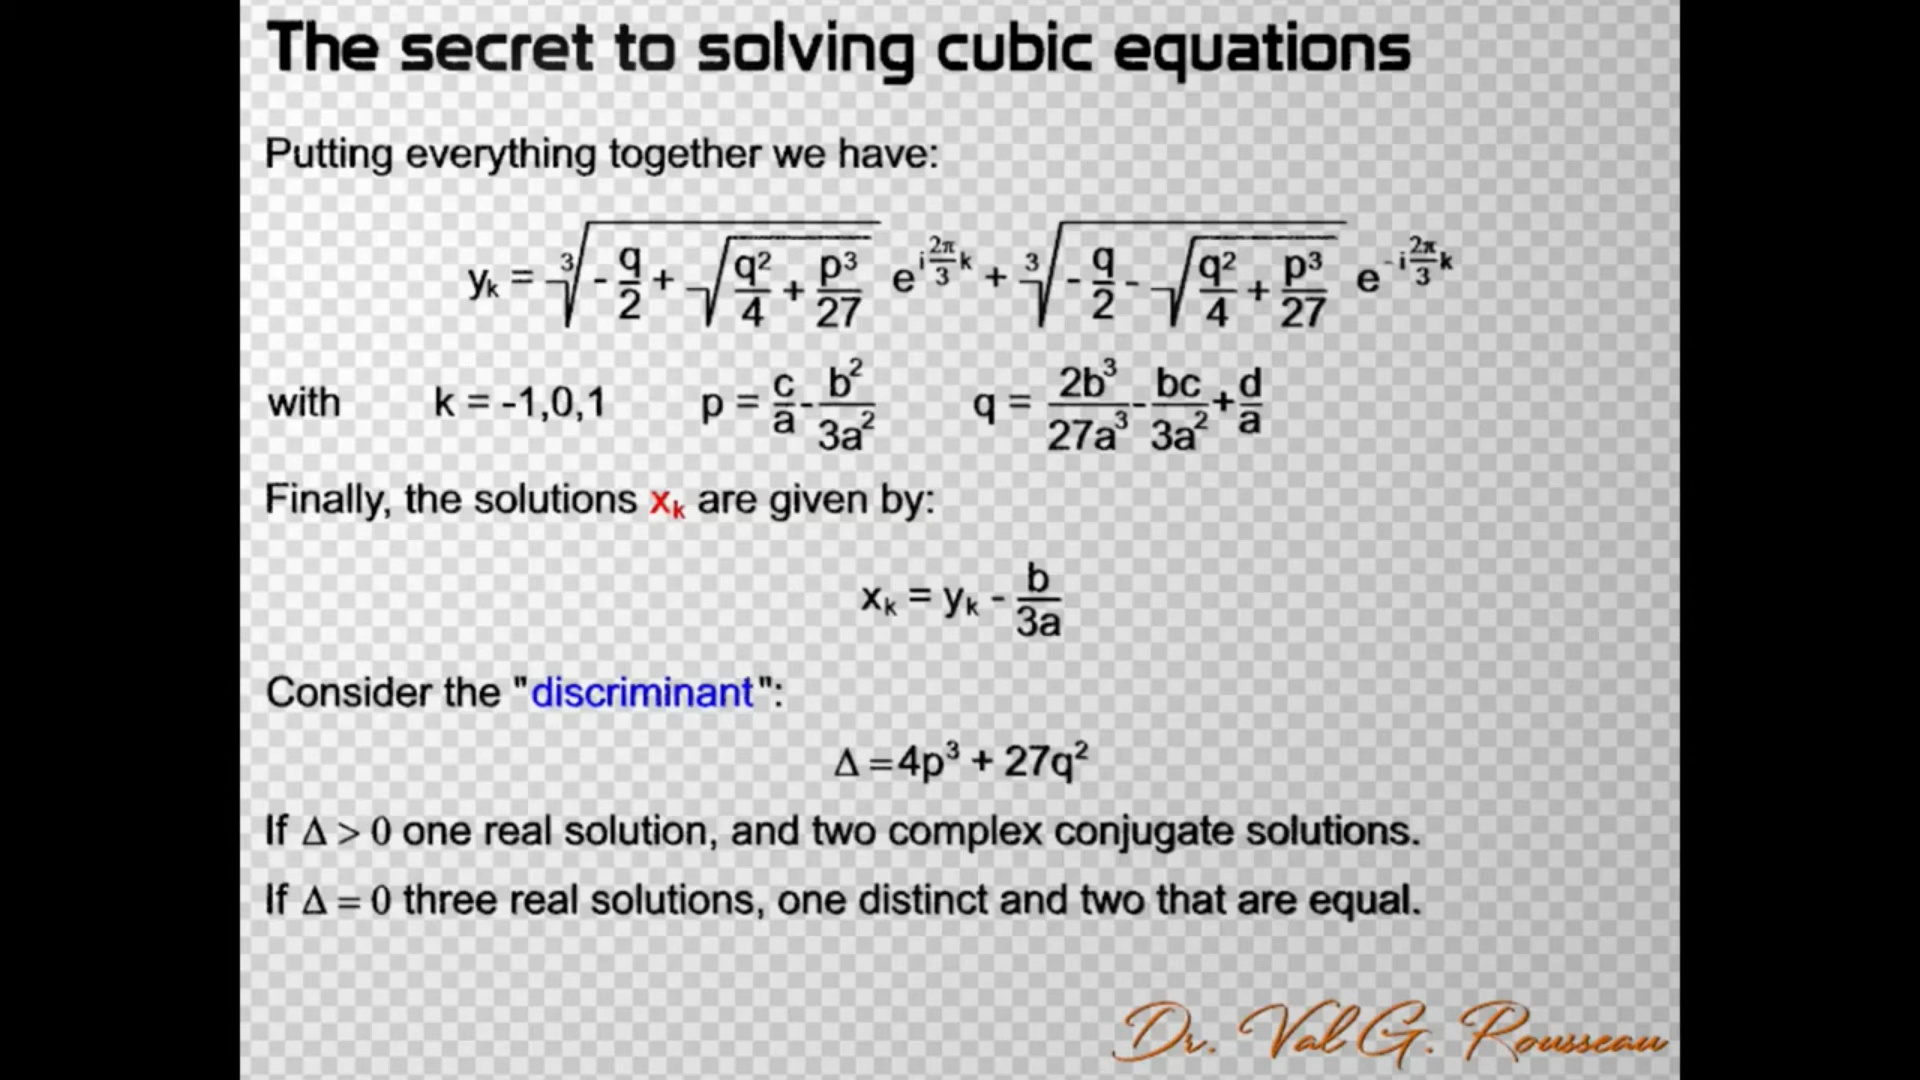 The secret to solving cubic equations
Putting everything together we have:
yₖ = ∛(-q/2 + √(q²/4 + p³/27)) e^(i 2π/3 k) + ∛(-q/2 - √(q²/4 + p³/27)) e^(-i 2π/3 k)
with k = -1,0,1 p = c/a - b²/3a² q = 2b³/27a³ - bc/3a² + d/a
Finally, the solutions xₖ are given by:
xₖ = yₖ - b/3a
Consider the "discriminant":
Δ = 4p³ + 27q²
If Δ > 0 one real solution, and two complex conjugate solutions.
If Δ = 0 three real solutions, one distinct and two that are equal.
Dr. Val G. Rousseau